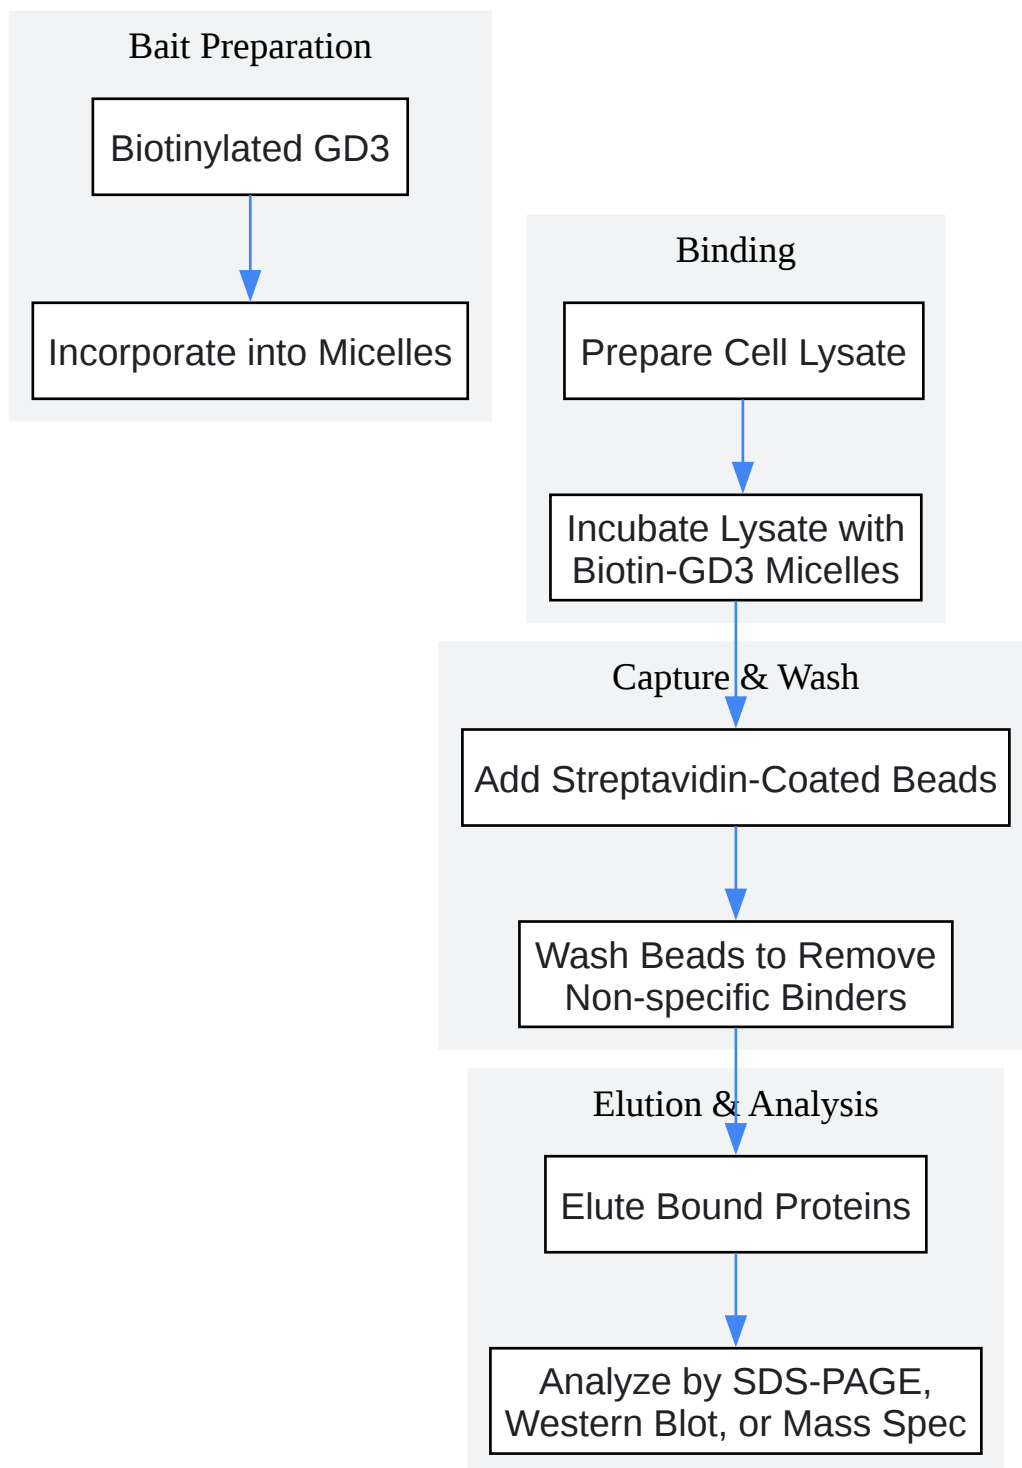 Bait Preparation
Biotinylated GD3
Incorporate into Micelles
Binding
Prepare Cell Lysate
Incubate Lysate with
Biotin-GD3 Micelles
Capture & Wash
Add Streptavidin-Coated Beads
Wash Beads to Remove
Non-specific Binders
Elution & Analysis
Elute Bound Proteins
Analyze by SDS-PAGE,
Western Blot, or Mass Spec